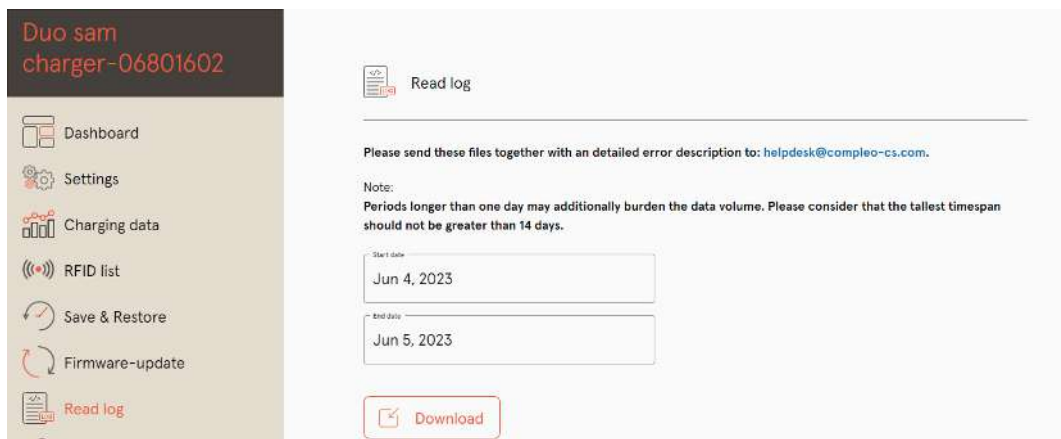 Duo sam
charger-06801602
Dashboard
Settings
Charging data
RFID list
Save & Restore
Firmware-update
Read log
Read log
Please send these files together with an detailed error description to: helpdesk@compleo-cs.com.
Note:
Periods longer than one day may additionally burden the data volume. Please consider that the tallest timespan
should not be greater than 14 days.
Start date
Jun 4, 2023
End date
Jun 5, 2023
Download